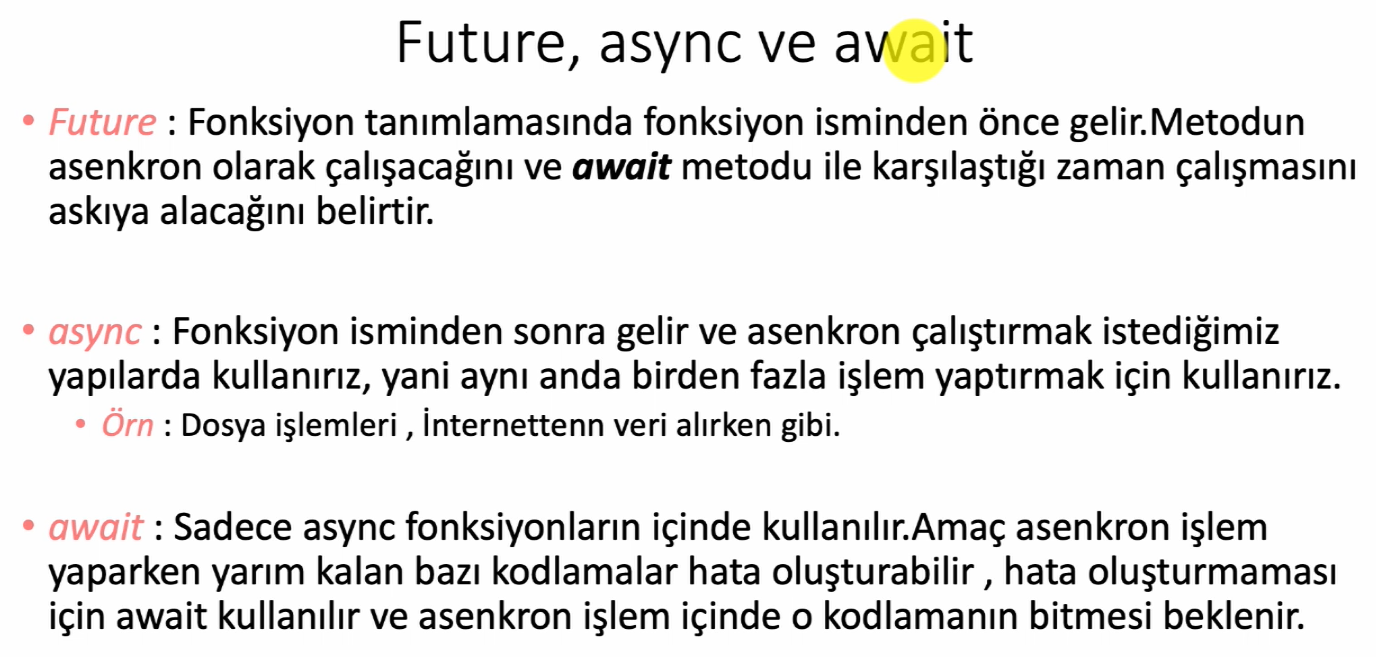 Future, async ve await
• Future : Fonksiyon tanımlamasında fonksiyon isminden önce gelir.Metodun
asenkron olarak çalışacağını ve await metodu ile karşılaştığı zaman çalışmasını
askıya alacağını belirtir.
• async : Fonksiyon isminden sonra gelir ve asenkron çalıştırmak istediğimiz
yapılarda kullanırız, yani aynı anda birden fazla işlem yaptırmak için kullanırız.
• Örn : Dosya işlemleri , İnternettenn veri alırken gibi.
• await : Sadece async fonksiyonların içinde kullanılır.Amaç asenkron işlem
yaparken yarım kalan bazı kodlamalar hata oluşturabilir , hata oluşturmaması
için await kullanılır ve asenkron işlem içinde o kodlamanın bitmesi beklenir.